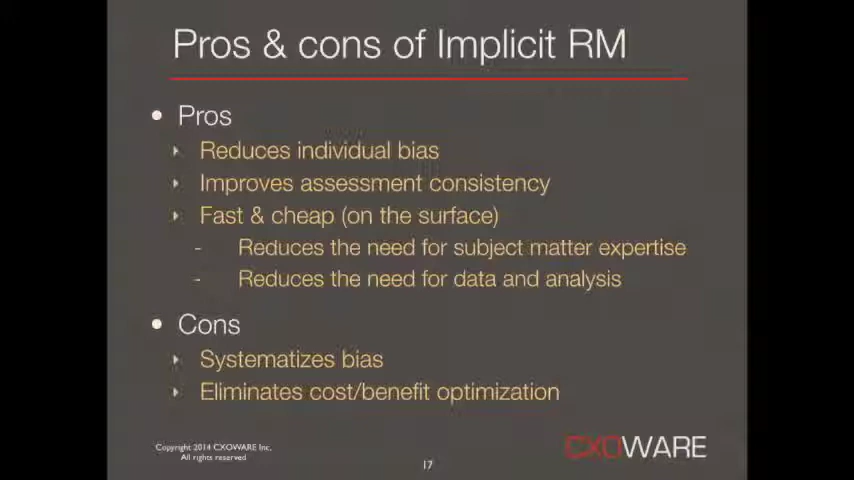 Pros & cons of Implicit RM
• Pros
‣ Reduces individual bias
‣ Improves assessment consistency
‣ Fast & cheap (on the surface)
- Reduces the need for subject matter expertise
- Reduces the need for data and analysis
• Cons
‣ Systematizes bias
‣ Eliminates cost/benefit optimization
Copyright 2014 CXOWARE Inc.
All rights reserved
17
CXOWARE